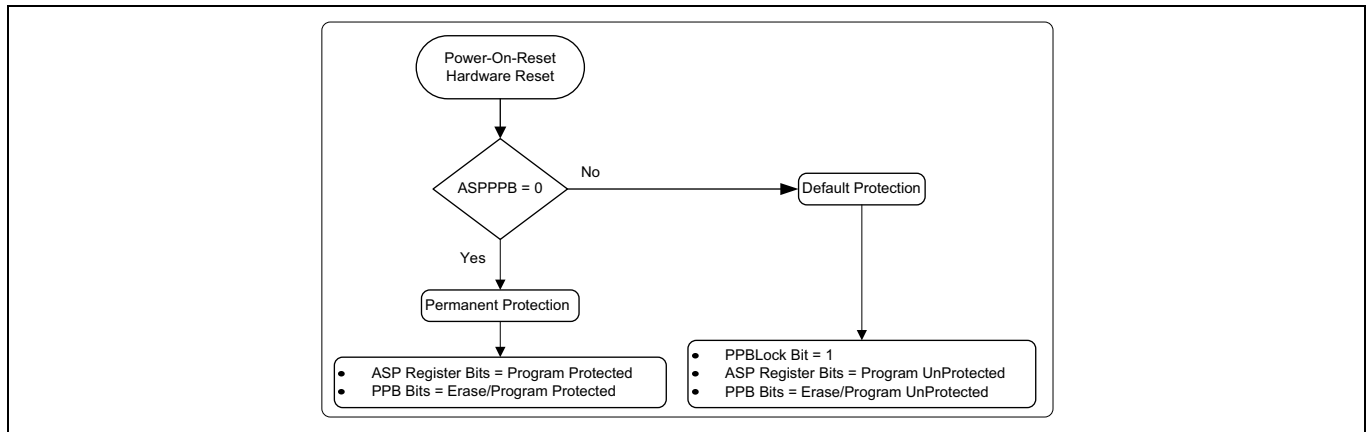 Power-On-Reset
Hardware Reset
ASPPPB = 0
No
Default Protection
Yes
Permanent Protection
• ASP Register Bits = Program Protected
• PPB Bits = Erase/Program Protected
• PPBLock Bit = 1
• ASP Register Bits = Program UnProtected
• PPB Bits = Erase/Program UnProtected